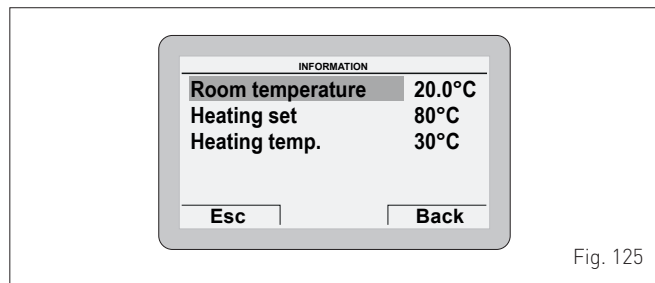 INFORMATION
Room temperature 20.0°C
Heating set 80°C
Heating temp. 30°C
Esc Back
Fig. 125